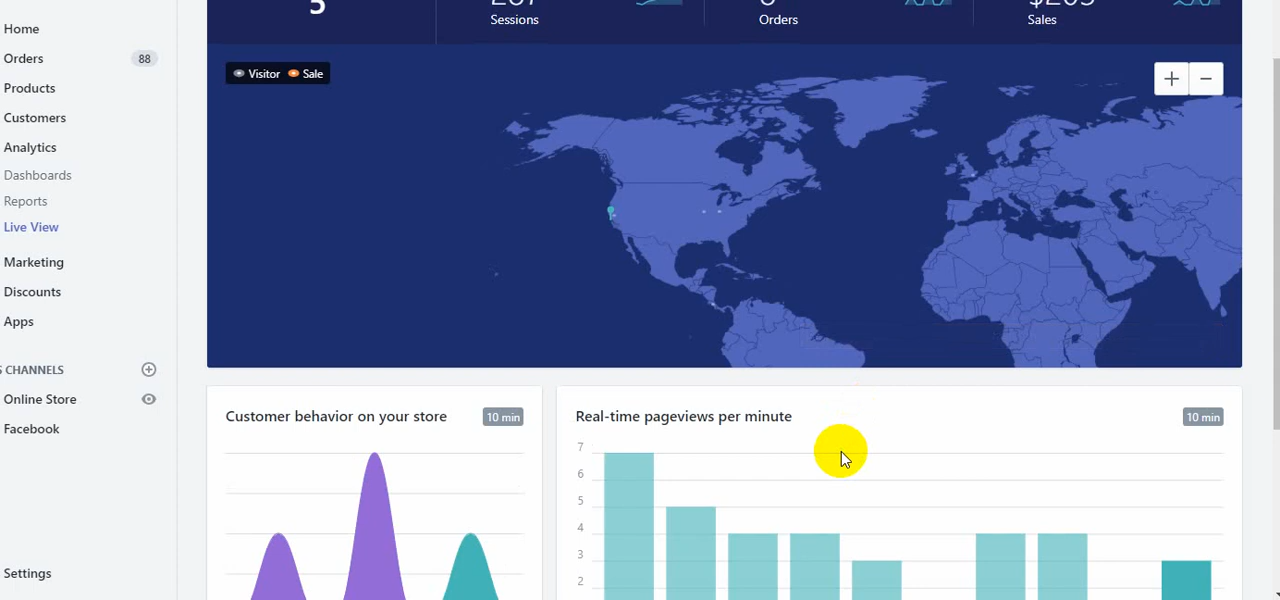 5
Sessions
Orders
Sales
Home
Orders 88
Products
Customers
Analytics
Dashboards
Reports
Live View
Marketing
Discounts
Apps
S CHANNELS
Online Store
Facebook
Settings
Visitor Sale
+ −
Customer behavior on your store 10 min
Real-time pageviews per minute 10 min
7
6
5
4
3
2